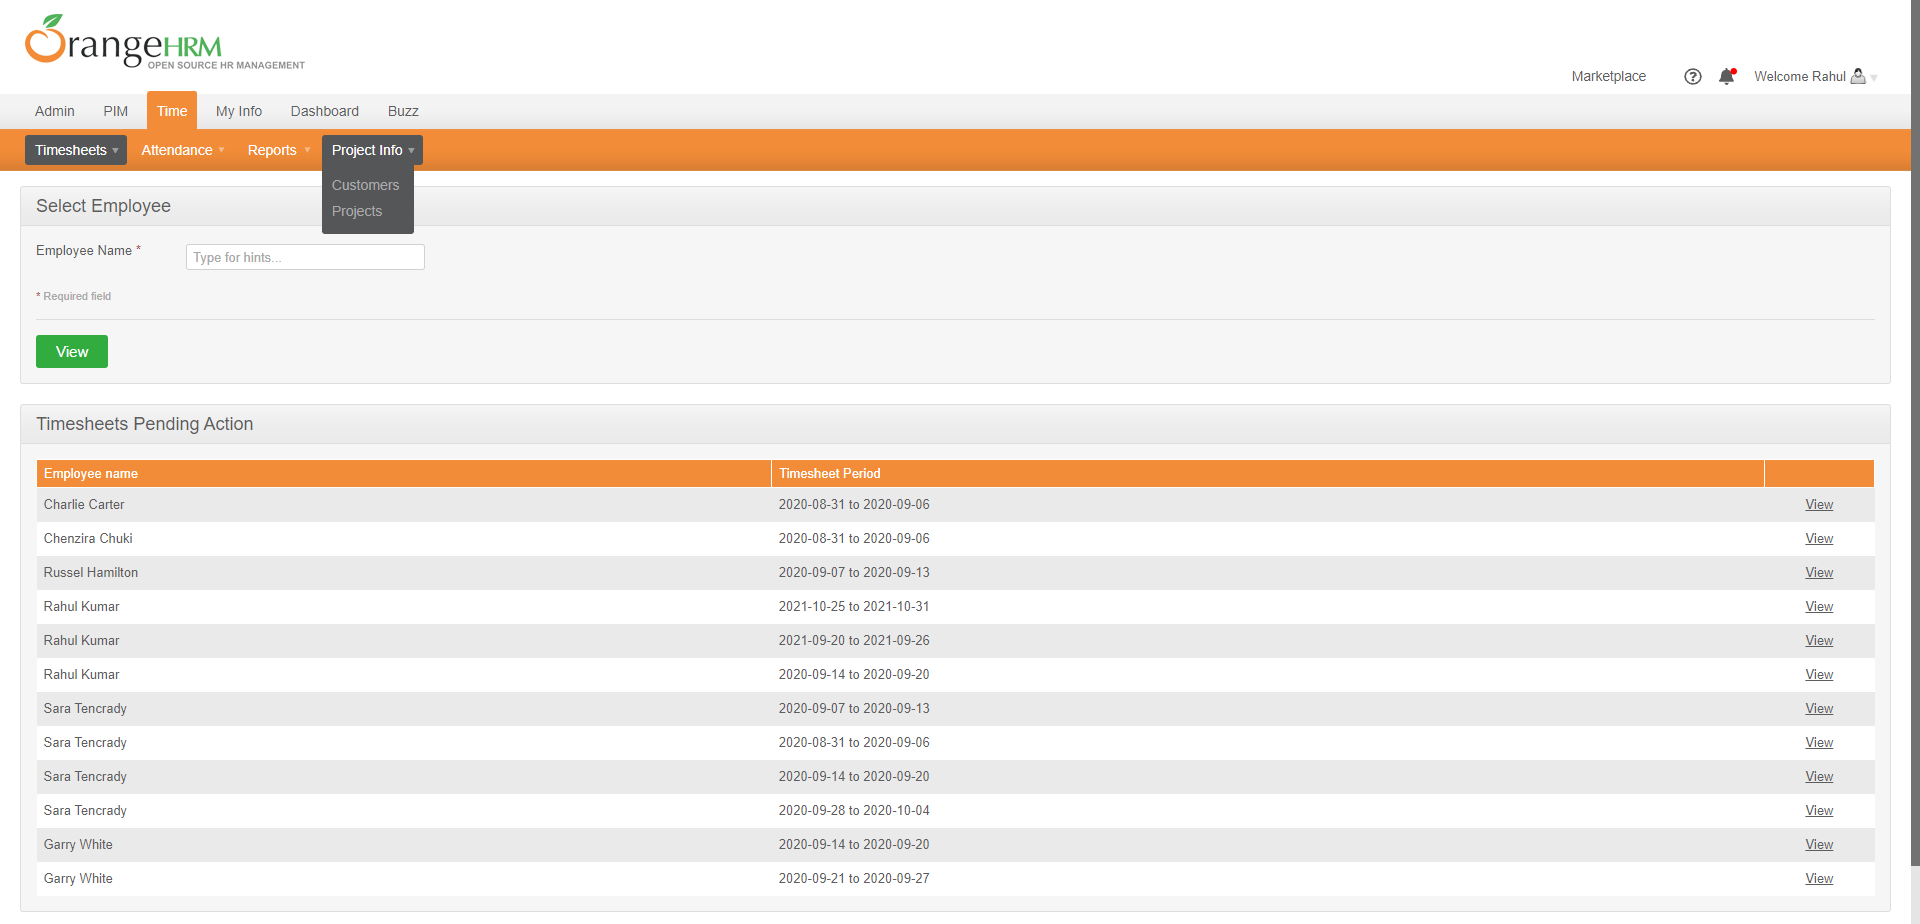 OrangeHRM
OPEN SOURCE HR MANAGEMENT
Marketplace
Welcome Rahul
Admin PIM Time My Info Dashboard Buzz
Timesheets Attendance Reports Project Info
Customers
Projects
Select Employee
Employee Name *
Type for hints...
* Required field
View
Timesheets Pending Action
Employee name Timesheet Period
Charlie Carter 2020-08-31 to 2020-09-06 View
Chenzira Chuki 2020-08-31 to 2020-09-06 View
Russel Hamilton 2020-09-07 to 2020-09-13 View
Rahul Kumar 2021-10-25 to 2021-10-31 View
Rahul Kumar 2021-09-20 to 2021-09-26 View
Rahul Kumar 2020-09-14 to 2020-09-20 View
Sara Tencrady 2020-09-07 to 2020-09-13 View
Sara Tencrady 2020-08-31 to 2020-09-06 View
Sara Tencrady 2020-09-14 to 2020-09-20 View
Sara Tencrady 2020-09-28 to 2020-10-04 View
Garry White 2020-09-14 to 2020-09-20 View
Garry White 2020-09-21 to 2020-09-27 View